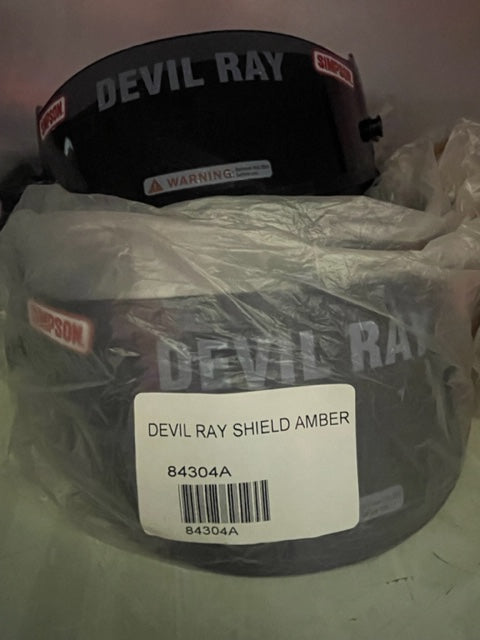 DEVIL RAY
SIMPSON
SIMPSON
WARNING:
SIMPSON
DEVIL RAY
DEVIL RAY SHIELD AMBER
84304A
84304A